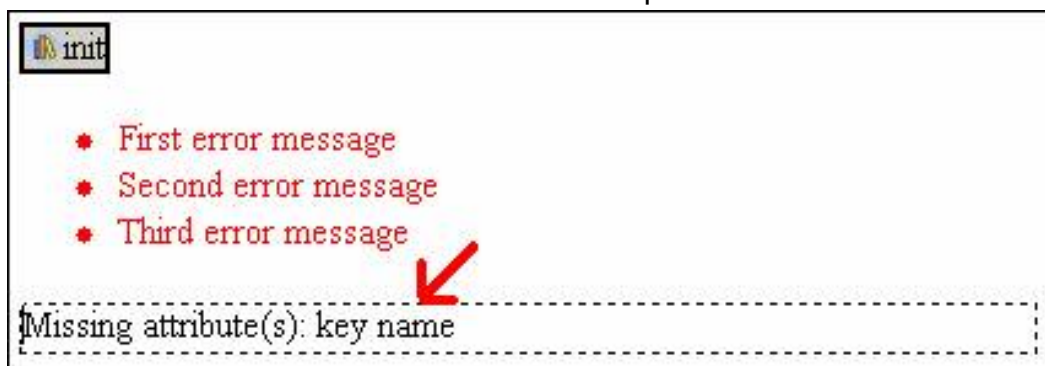 init
First error message
Second error message
Third error message
Missing attribute(s): key name